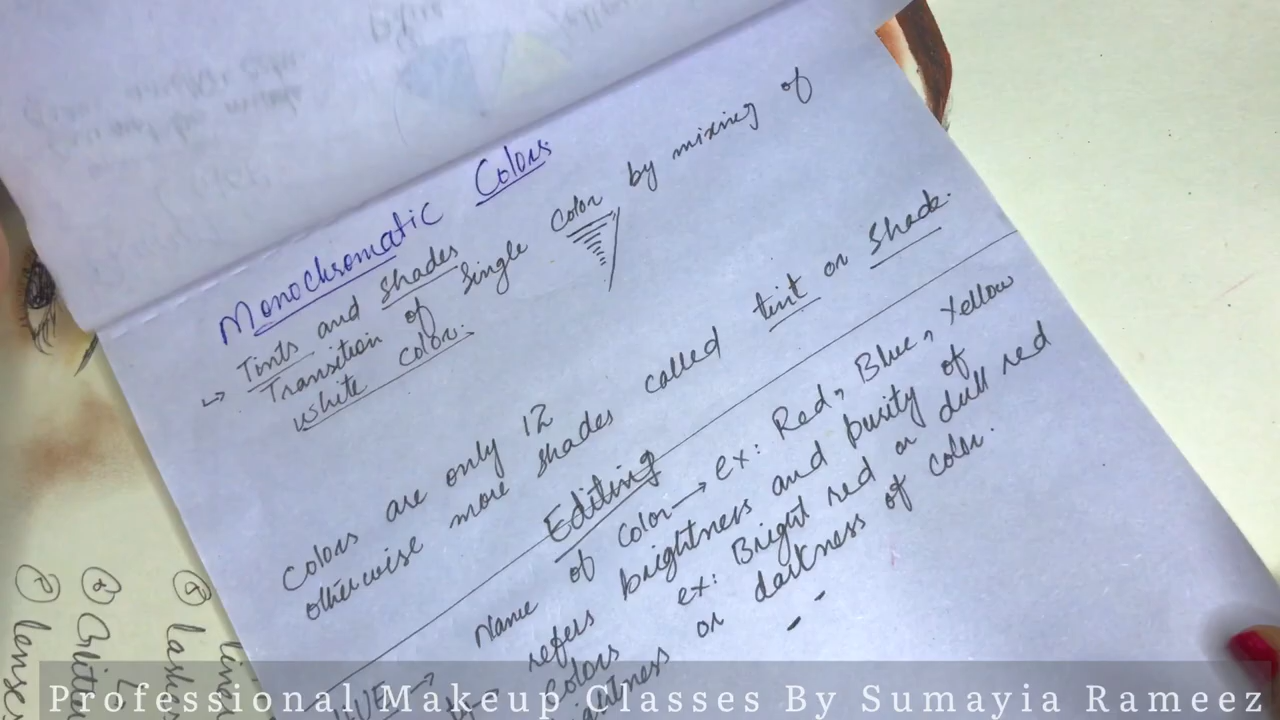 Monochromatic Colors
↳ Tints and shades
Transition of Single Color by mixing of
white color.
Colors are only 12
otherwise more shades called tint or shade.
Editing
HUE → Name of Color → ex: Red, Blue, Yellow
refers brightness and purity of
Colors ex: Bright red or dull red
or darkness of color.
lashes
Professional Makeup Classes By Sumayia Rameez